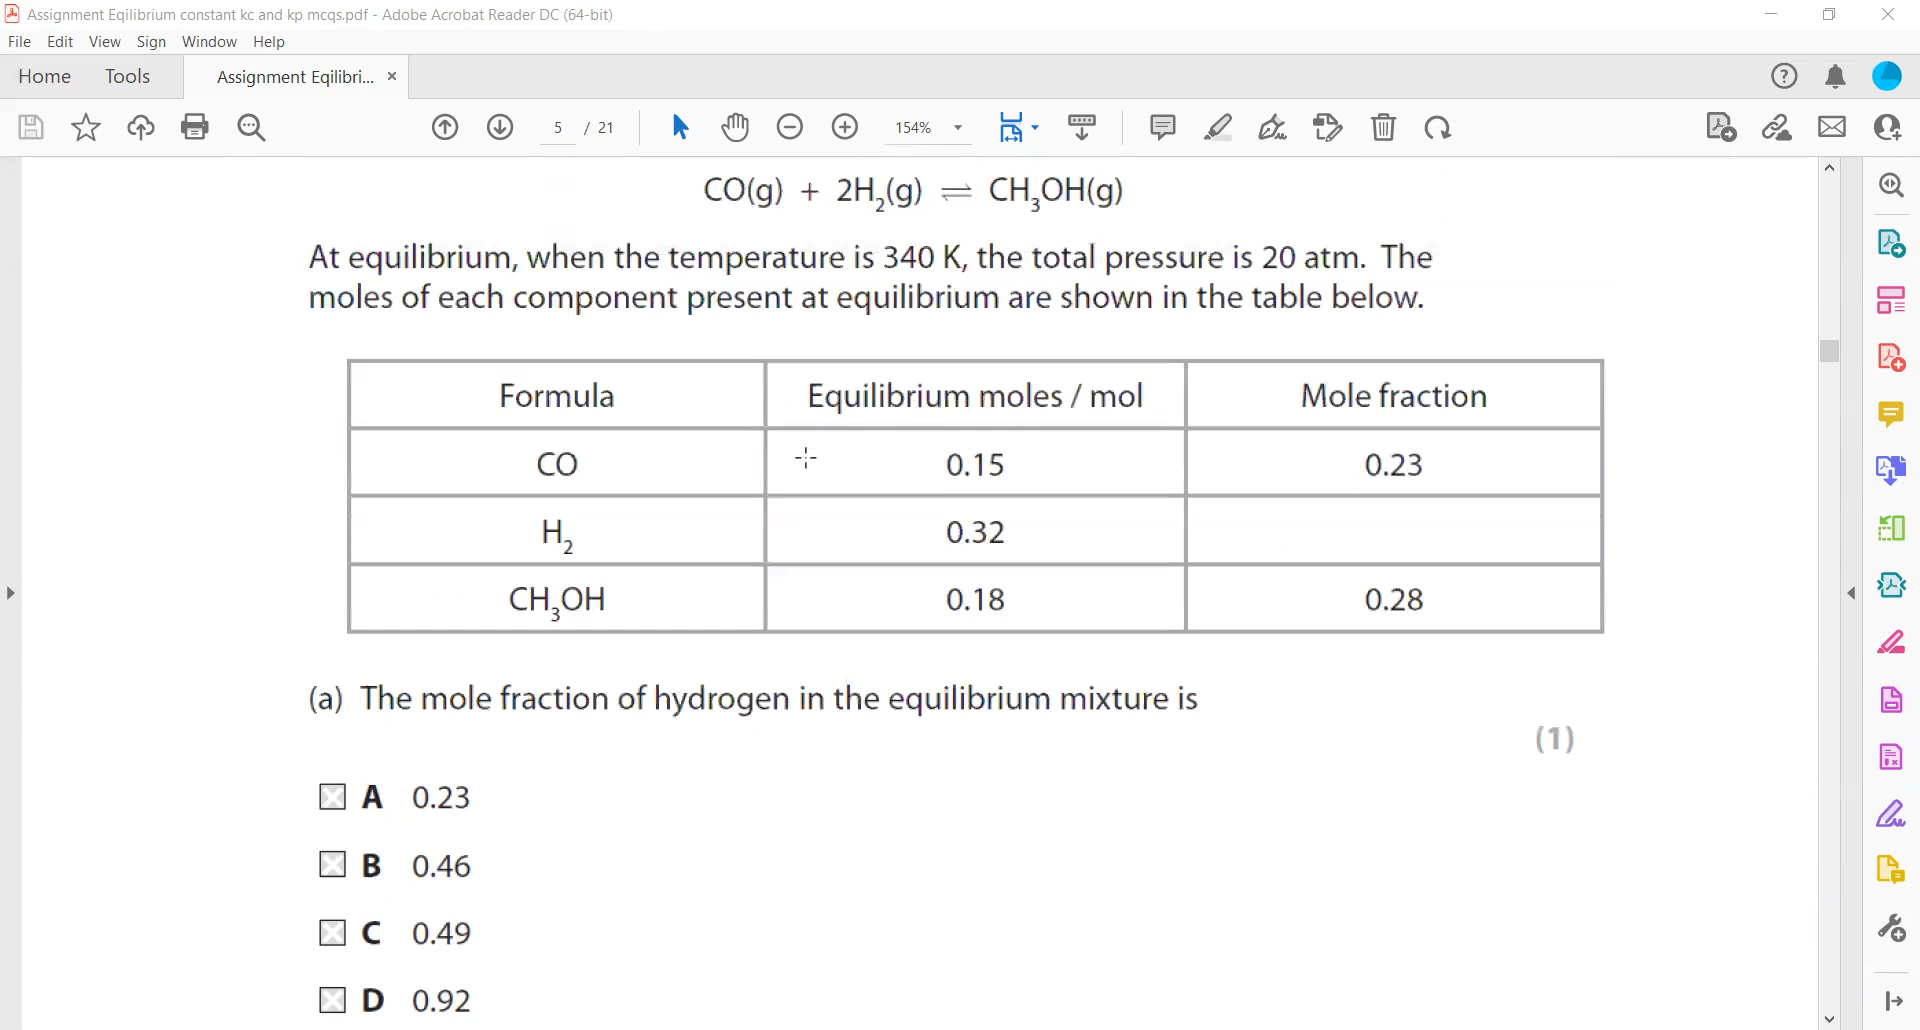 Assignment Eqilibrium constant kc and kp mcqs.pdf - Adobe Acrobat Reader DC (64-bit)
File Edit View Sign Window Help
Home Tools Assignment Eqilibri... ×
5 / 21 154%
CO(g) + 2H₂(g) ⇌ CH₃OH(g)
At equilibrium, when the temperature is 340 K, the total pressure is 20 atm. The
moles of each component present at equilibrium are shown in the table below.
Formula Equilibrium moles / mol Mole fraction
CO 0.15 0.23
H₂ 0.32
CH₃OH 0.18 0.28
(a) The mole fraction of hydrogen in the equilibrium mixture is
(1)
A 0.23
B 0.46
C 0.49
D 0.92